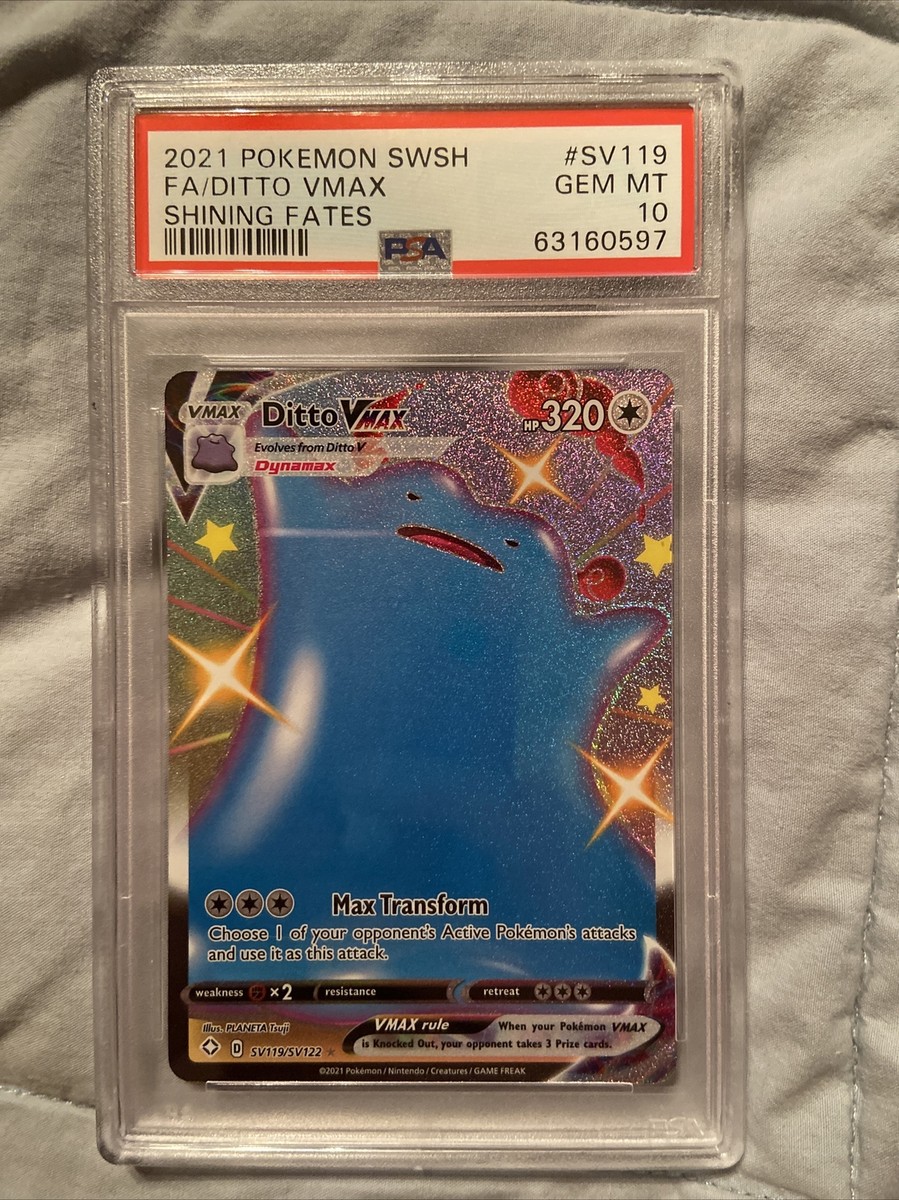 2021 POKEMON SWSH #SV119
FA/DITTO VMAX GEM MT
SHINING FATES 10
PSA 63160597
VMAX Ditto VMAX HP 320
Evolves from Ditto V
Dynamax
Max Transform
Choose 1 of your opponent's Active Pokémon's attacks
and use it as this attack.
weakness ×2 resistance retreat
Illus. PLANETA Tsuji
VMAX rule When your Pokémon VMAX
is Knocked Out, your opponent takes 3 Prize cards.
D SV119/SV122 ★
©2021 Pokémon / Nintendo / Creatures / GAME FREAK